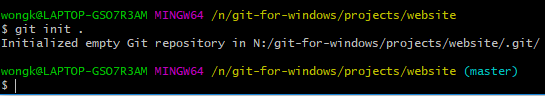 wongk@LAPTOP-GSO7R3AM MINGW64 /n/git-for-windows/projects/website
$ git init .
Initialized empty Git repository in N:/git-for-windows/projects/website/.git/
wongk@LAPTOP-GSO7R3AM MINGW64 /n/git-for-windows/projects/website (master)
$